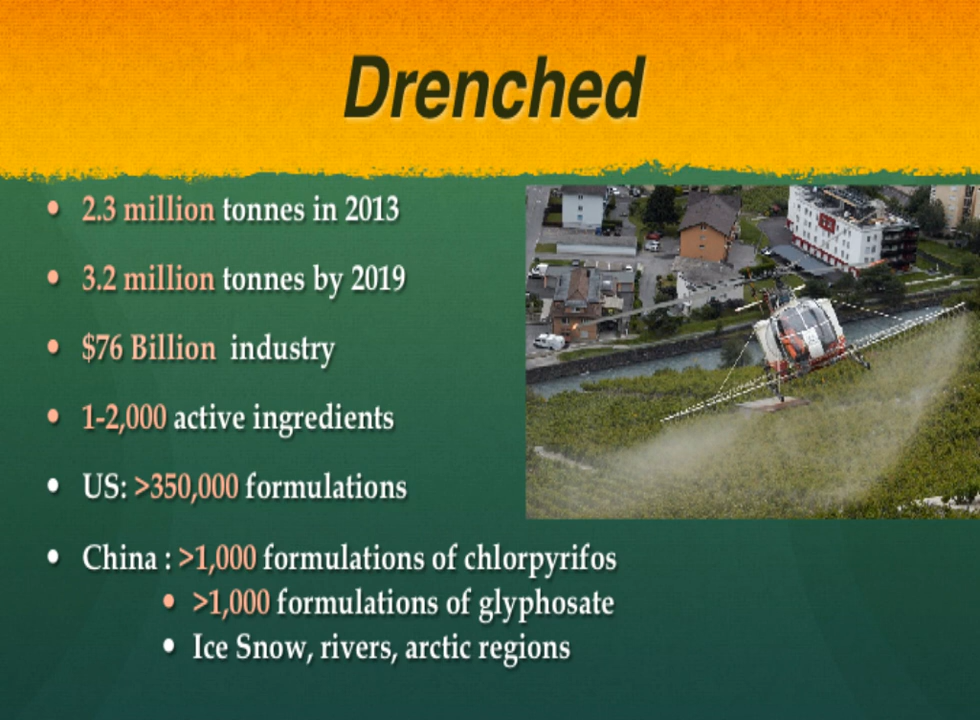 Drenched
• 2.3 million tonnes in 2013
• 3.2 million tonnes by 2019
• $76 Billion industry
• 1-2,000 active ingredients
• US: >350,000 formulations
• China : >1,000 formulations of chlorpyrifos
• >1,000 formulations of glyphosate
• Ice Snow, rivers, arctic regions